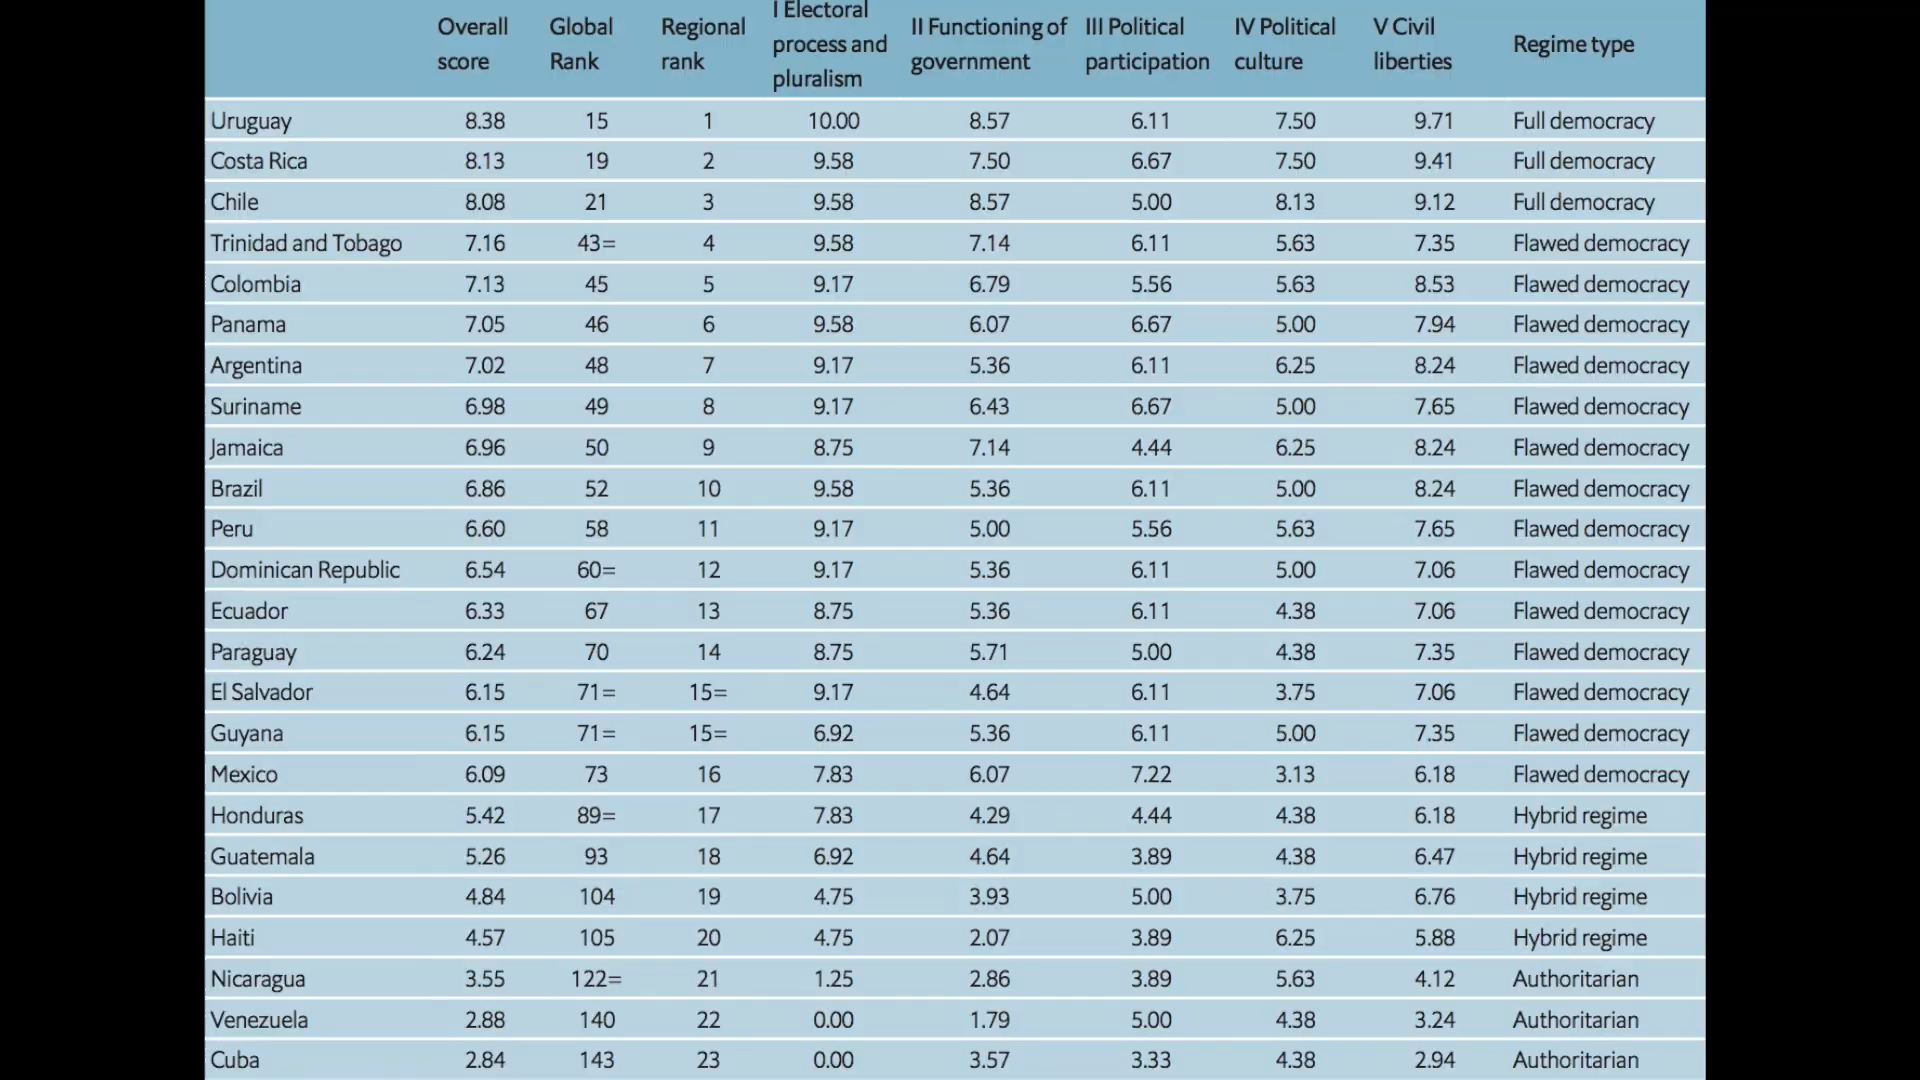 Overall score Global Rank Regional rank I Electoral process and pluralism II Functioning of government III Political participation IV Political culture V Civil liberties Regime type
Uruguay 8.38 15 1 10.00 8.57 6.11 7.50 9.71 Full democracy
Costa Rica 8.13 19 2 9.58 7.50 6.67 7.50 9.41 Full democracy
Chile 8.08 21 3 9.58 8.57 5.00 8.13 9.12 Full democracy
Trinidad and Tobago 7.16 43= 4 9.58 7.14 6.11 5.63 7.35 Flawed democracy
Colombia 7.13 45 5 9.17 6.79 5.56 5.63 8.53 Flawed democracy
Panama 7.05 46 6 9.58 6.07 6.67 5.00 7.94 Flawed democracy
Argentina 7.02 48 7 9.17 5.36 6.11 6.25 8.24 Flawed democracy
Suriname 6.98 49 8 9.17 6.43 6.67 5.00 7.65 Flawed democracy
Jamaica 6.96 50 9 8.75 7.14 4.44 6.25 8.24 Flawed democracy
Brazil 6.86 52 10 9.58 5.36 6.11 5.00 8.24 Flawed democracy
Peru 6.60 58 11 9.17 5.00 5.56 5.63 7.65 Flawed democracy
Dominican Republic 6.54 60= 12 9.17 5.36 6.11 5.00 7.06 Flawed democracy
Ecuador 6.33 67 13 8.75 5.36 6.11 4.38 7.06 Flawed democracy
Paraguay 6.24 70 14 8.75 5.71 5.00 4.38 7.35 Flawed democracy
El Salvador 6.15 71= 15= 9.17 4.64 6.11 3.75 7.06 Flawed democracy
Guyana 6.15 71= 15= 6.92 5.36 6.11 5.00 7.35 Flawed democracy
Mexico 6.09 73 16 7.83 6.07 7.22 3.13 6.18 Flawed democracy
Honduras 5.42 89= 17 7.83 4.29 4.44 4.38 6.18 Hybrid regime
Guatemala 5.26 93 18 6.92 4.64 3.89 4.38 6.47 Hybrid regime
Bolivia 4.84 104 19 4.75 3.93 5.00 3.75 6.76 Hybrid regime
Haiti 4.57 105 20 4.75 2.07 3.89 6.25 5.88 Hybrid regime
Nicaragua 3.55 122= 21 1.25 2.86 3.89 5.63 4.12 Authoritarian
Venezuela 2.88 140 22 0.00 1.79 5.00 4.38 3.24 Authoritarian
Cuba 2.84 143 23 0.00 3.57 3.33 4.38 2.94 Authoritarian